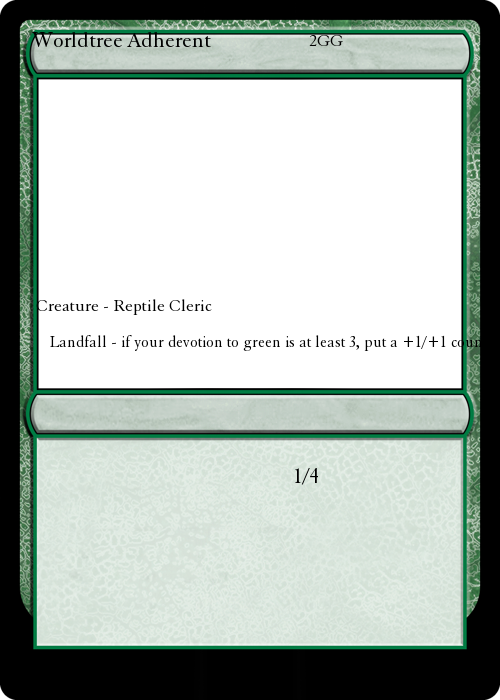 Worldtree Adherent 2GG
Creature - Reptile Cleric
Landfall - if your devotion to green is at least 3, put a +1/+1
1/4